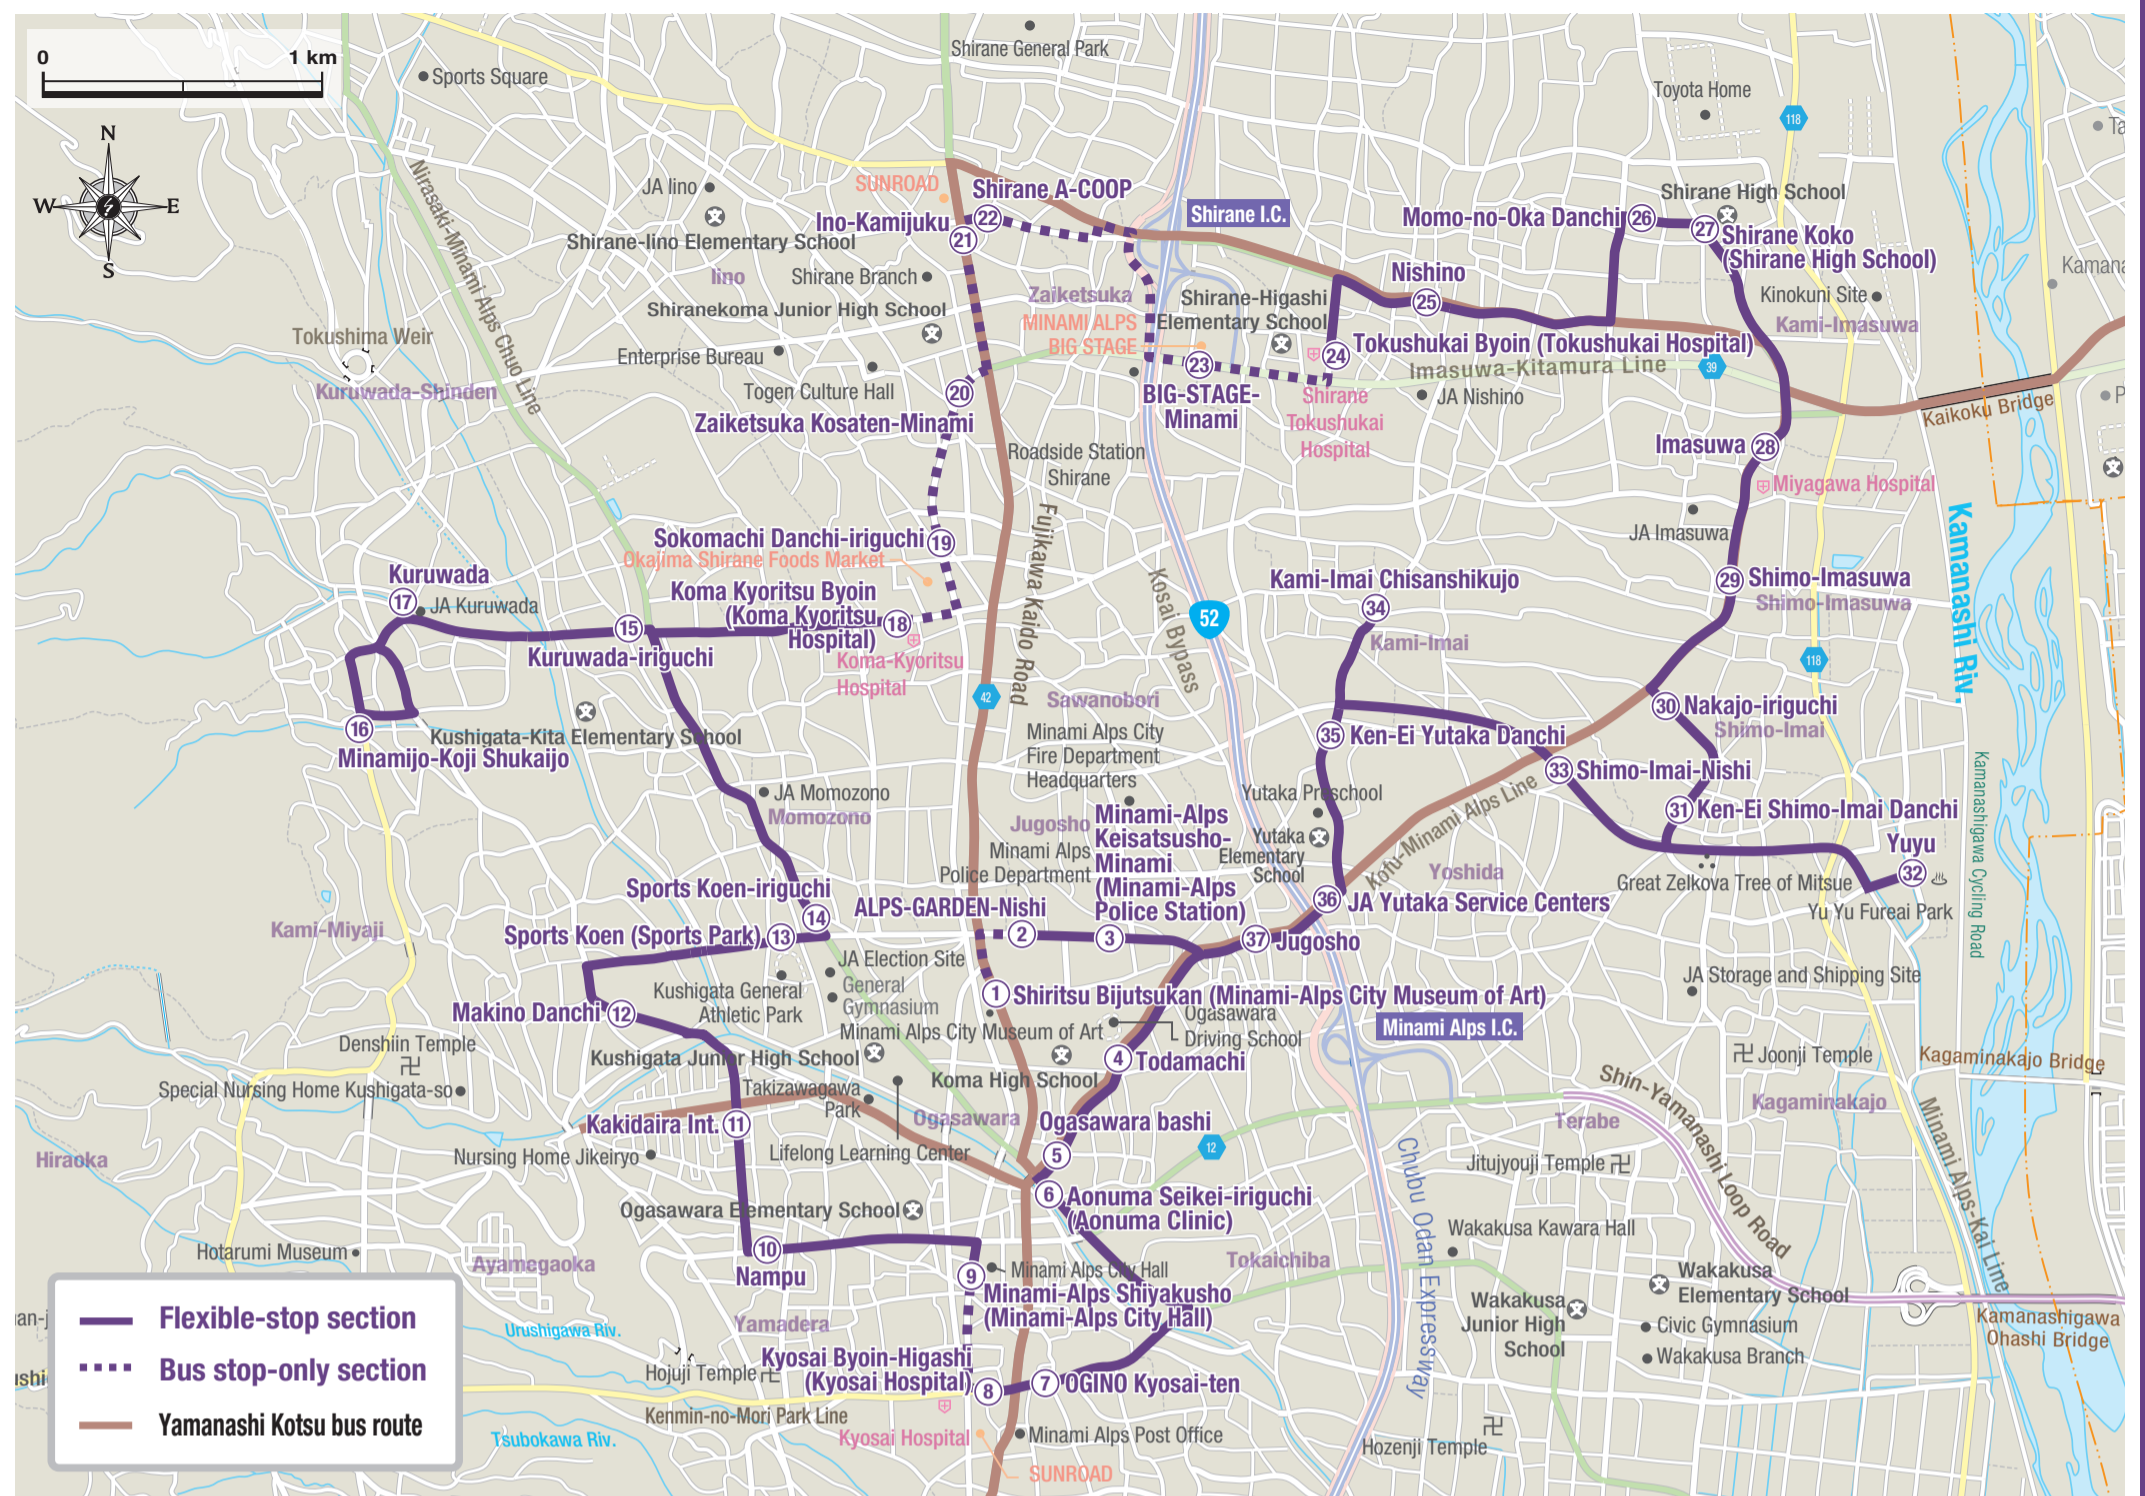 0
1 km
N
W
E
S
Sports Square
Shirane General Park
Toyota Home
118
Ta
JA Iino
SUNROAD
Shirane A-COOP
22
Shirane I.C.
Shirane High School
Momo-no-Oka Danchi
26
27
Shirane Koko
(Shirane High School)
Ino-Kamijuku
21
Shirane-Iino Elementary School
Iino
Shirane Branch
Kamana
Nirasaki-Minami Alps Chuo Line
Shiranekoma Junior High School
Zaiketsuka
MINAMI ALPS
BIG STAGE
Shirane-Higashi
Elementary School
Nishino
25
Kinokuni Site
Kami-Imasuwa
Tokushima Weir
Enterprise Bureau
Togen Culture Hall
24
Tokushukai Byoin (Tokushukai Hospital)
Imasuwa-Kitamura Line
39
Kuruwada-Shinden
20
Zaiketsuka Kosaten-Minami
23
BIG-STAGE-
Minami
Shirane
Tokushukai
Hospital
JA Nishino
P
Kaikoku Bridge
Roadside Station
Shirane
Imasuwa
28
Miyagawa Hospital
JA Imasuwa
Sokomachi Danchi-iriguchi
19
Okajima Shirane Foods Market
Fujikawa Kaido Road
Kosai Bypass
52
Kamanashi Riv.
Kuruwada
17
JA Kuruwada
Koma Kyoritsu Byoin
(Koma Kyoritsu
Hospital)
18
Koma-Kyoritsu
Hospital
15
Kuruwada-iriguchi
Kami-Imai Chisanshikujo
34
Kami-Imai
29
Shimo-Imasuwa
Shimo-Imasuwa
118
42
Sawanobori
16
Minamijo-Koji Shukaijo
Kushigata-Kita Elementary School
Minami Alps City
Fire Department
Headquarters
35
Ken-Ei Yutaka Danchi
30
Nakajo-iriguchi
Shimo-Imai
33
Shimo-Imai-Nishi
Kamanashigawa Cycling Road
JA Momozono
Momozono
Jugosho
Minami Alps
Police Department
Minami-Alps
Keisatsusho-
Minami
(Minami-Alps
Police Station)
Yutaka Preschool
Yutaka
Elementary
School
Kofu-Minami Alps Line
31
Ken-Ei Shimo-Imai Danchi
Yuyu
32
Yoshida
Great Zelkova Tree of Mitsue
Yu Yu Fureai Park
Sports Koen-iriguchi
14
ALPS-GARDEN-Nishi
2
3
36
JA Yutaka Service Centers
37
Jugosho
Kami-Miyaji
Sports Koen (Sports Park)
13
JA Election Site
General
Gymnasium
Kushigata General
Athletic Park
1
Shiritsu Bijutsukan (Minami-Alps City Museum of Art)
JA Storage and Shipping Site
Makino Danchi
12
Minami Alps City Museum of Art
Ogasawara
Driving School
Minami Alps I.C.
Denshiin Temple
Special Nursing Home Kushigata-so
Kushigata Junior High School
Takizawagawa
Park
Koma High School
4
Todamachi
Joonji Temple
Kagaminakajo Bridge
Kakidaira Int.
11
Ogasawara
Ogasawara bashi
5
12
Shin-Yamanashi Loop Road
Terabe
Kagaminakajo
Minami Alps-Kai Line
Hiraoka
Nursing Home Jikeiryo
Lifelong Learning Center
Chubu Odan Expressway
Jitujyouji Temple
6
Aonuma Seikei-iriguchi
(Aonuma Clinic)
Ogasawara Elementary School
Wakakusa Kawara Hall
Hotarumi Museum
Ayamegaoka
10
Nampu
9
Minami Alps City Hall
Minami-Alps Shiyakusho
(Minami-Alps City Hall)
Tokaichiba
Wakakusa
Elementary School
Wakakusa
Junior High
School
Civic Gymnasium
Wakakusa Branch
Kamanashigawa
Ohashi Bridge
Urushigawa Riv.
Yamadera
Hojuji Temple
Kyosai Byoin-Higashi
(Kyosai Hospital)
8
7
OGINO Kyosai-ten
Kenmin-no-Mori Park Line
Kyosai Hospital
Tsubokawa Riv.
Minami Alps Post Office
SUNROAD
Hozenji Temple
an-j
ushi
Flexible-stop section
Bus stop-only section
Yamanashi Kotsu bus route